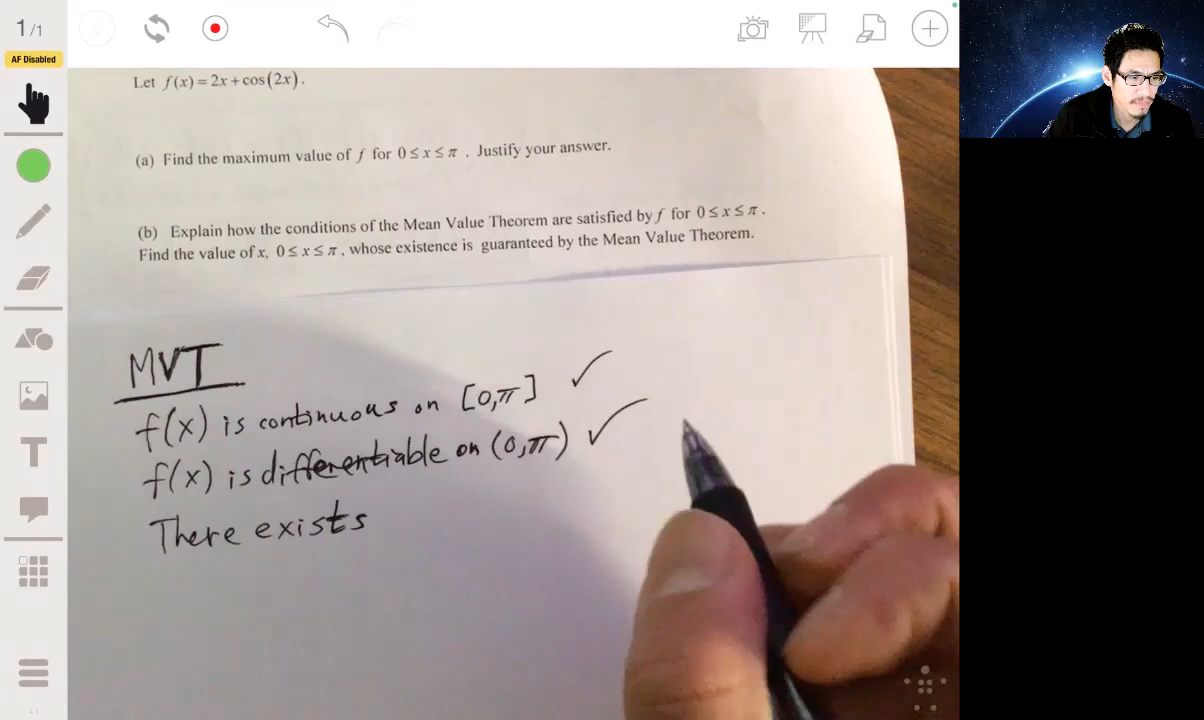 1/1
AF Disabled
Let f(x) = 2x + cos(2x).
(a) Find the maximum value of f for 0 ≤ x ≤ π. Justify your answer.
(b) Explain how the conditions of the Mean Value Theorem are satisfied by f for 0 ≤ x ≤ π.
Find the value of x, 0 ≤ x ≤ π, whose existence is guaranteed by the Mean Value Theorem.
MVT
f(x) is continuous on [0,π] ✓
f(x) is differentiable on (0,π) ✓
There exists
T